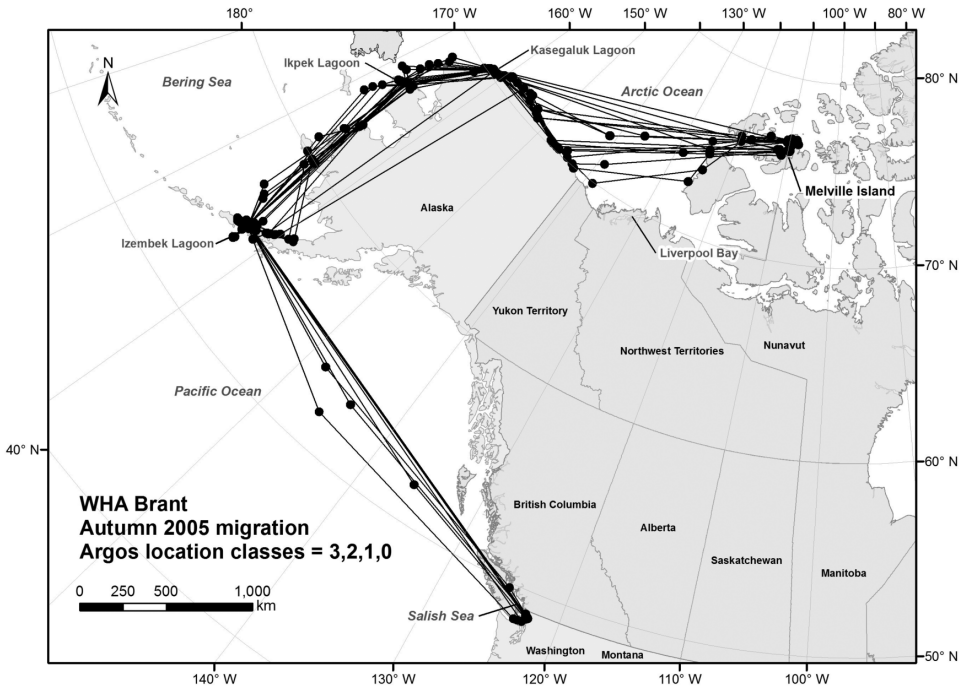 180°
170° W
160° W
150° W
140° W
130° W
120° W
110° W
100° W
90° W
80° W
Kasegaluk Lagoon
Ikpek Lagoon
N
Bering Sea
80° N
Arctic Ocean
Melville Island
Alaska
Izembek Lagoon
Liverpool Bay
70° N
Yukon Territory
Northwest Territories
Nunavut
Pacific Ocean
40° N
60° N
WHA Brant
Autumn 2005 migration
Argos location classes = 3,2,1,0
British Columbia
Alberta
Saskatchewan
Manitoba
0 250 500 1,000
km
Salish Sea
Washington
Montana
50° N
140° W
130° W
120° W
110° W
100° W